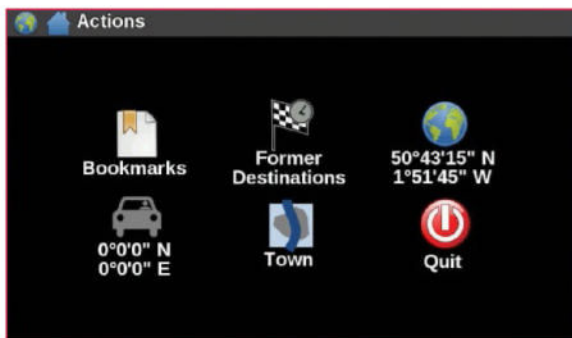 Actions
Bookmarks
Former
Destinations
50°43'15" N
1°51'45" W
0°0'0" N
0°0'0" E
Town
Quit